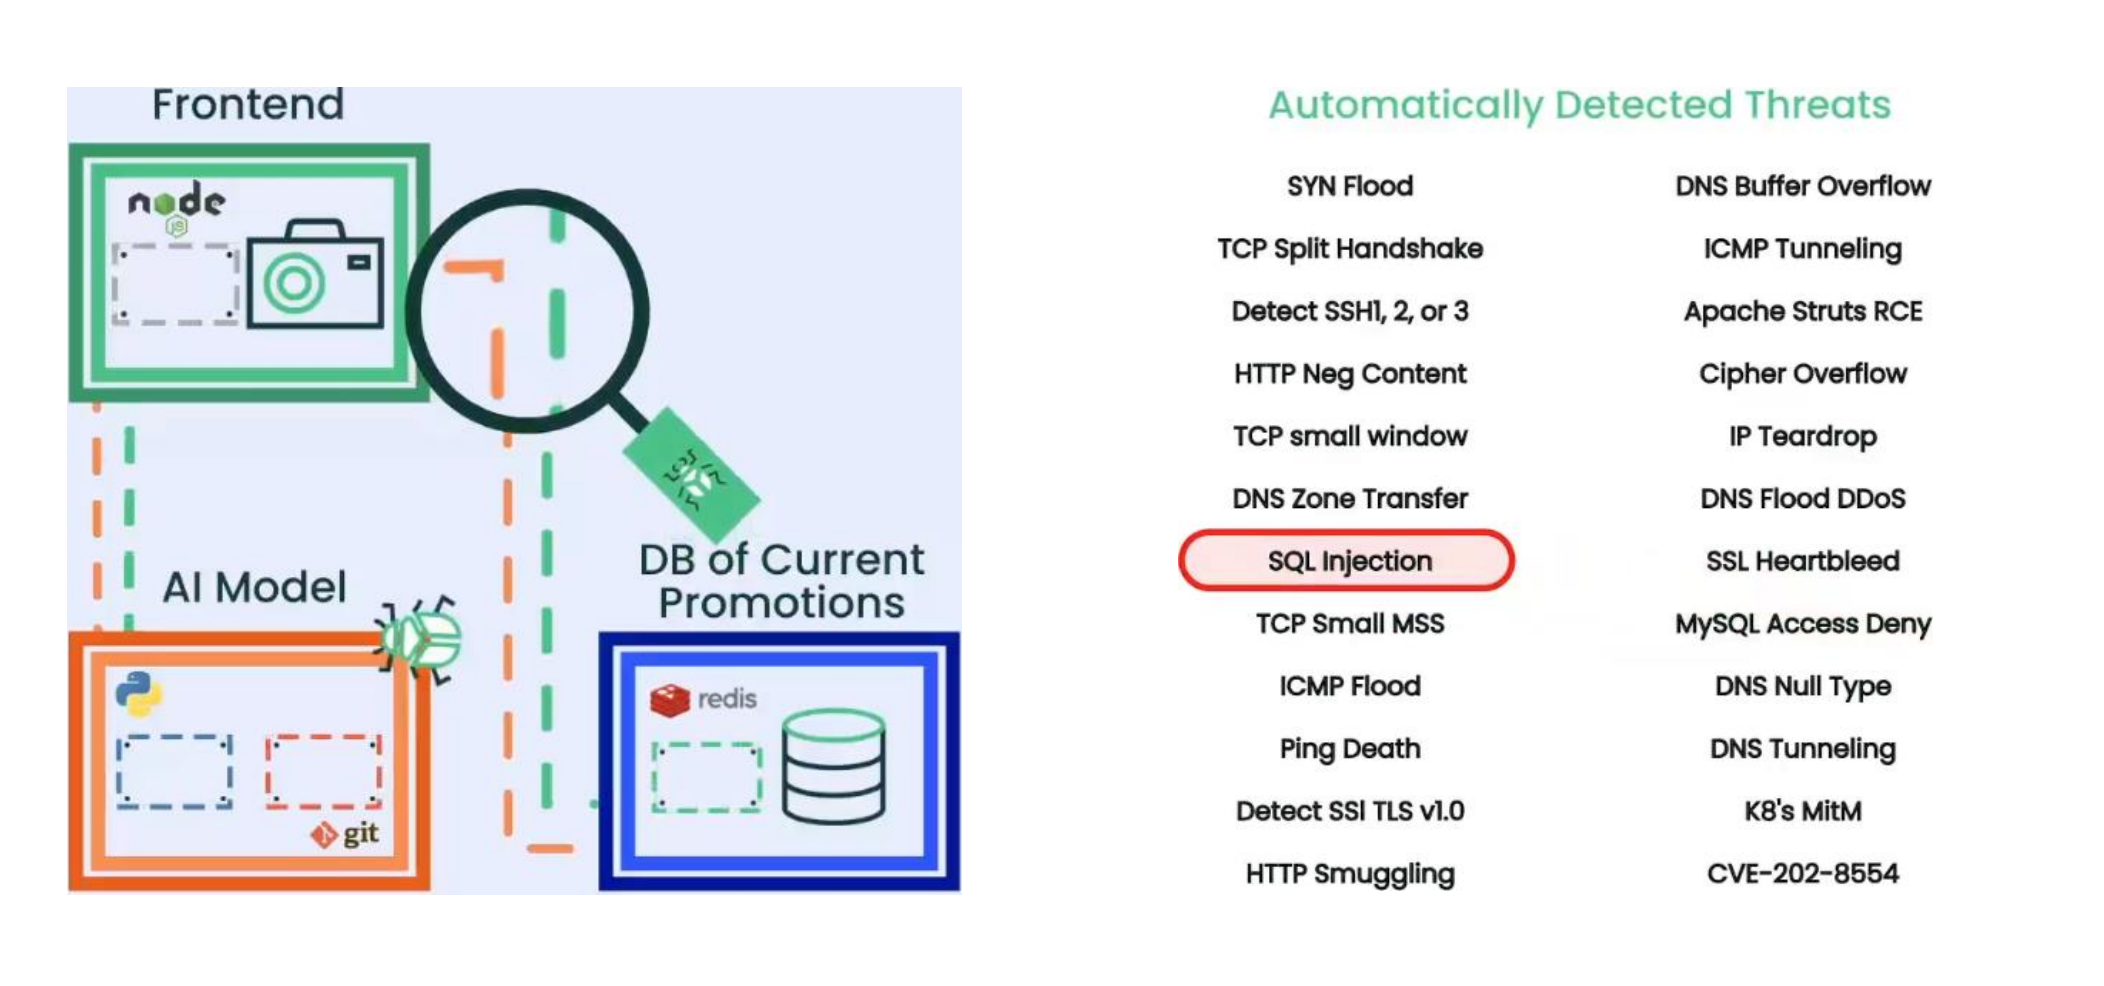 Frontend
node
JS
AI Model
git
DB of Current
Promotions
redis
Automatically Detected Threats
SYN Flood
TCP Split Handshake
Detect SSH1, 2, or 3
HTTP Neg Content
TCP small window
DNS Zone Transfer
SQL Injection
TCP Small MSS
ICMP Flood
Ping Death
Detect SSl TLS v1.0
HTTP Smuggling
DNS Buffer Overflow
ICMP Tunneling
Apache Struts RCE
Cipher Overflow
IP Teardrop
DNS Flood DDoS
SSL Heartbleed
MySQL Access Deny
DNS Null Type
DNS Tunneling
K8's MitM
CVE-202-8554